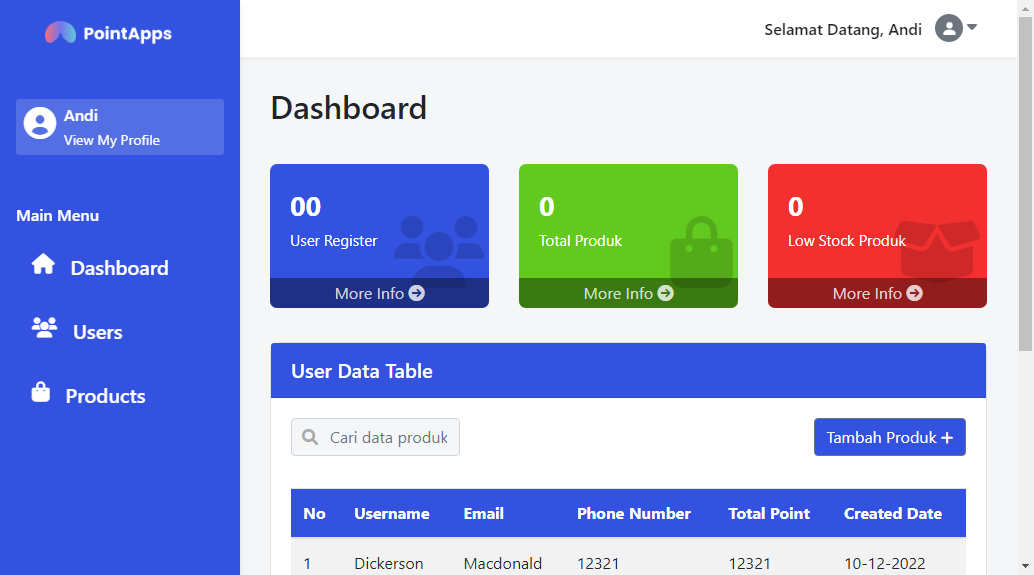 PointApps
Selamat Datang, Andi
Andi
View My Profile
Main Menu
Dashboard
Users
Products
Dashboard
00
User Register
More Info
0
Total Produk
More Info
0
Low Stock Produk
More Info
User Data Table
Cari data produk
Tambah Produk +
No Username Email Phone Number Total Point Created Date
1 Dickerson Macdonald 12321 12321 10-12-2022